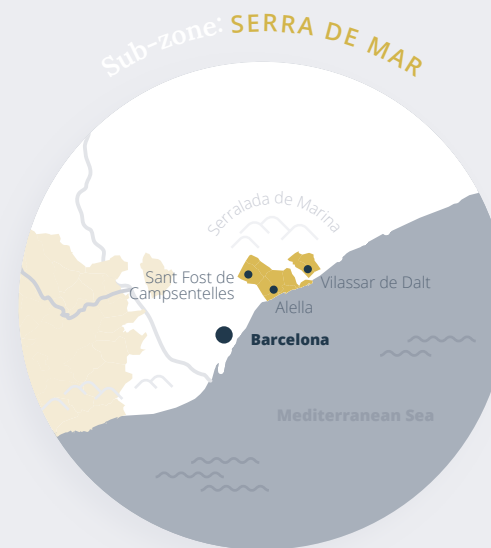 Sub-zone: SERRA DE MAR
Serralada de Marina
Sant Fost de
Campsentelles
Vilassar de Dalt
Alella
Barcelona
Mediterranean Sea